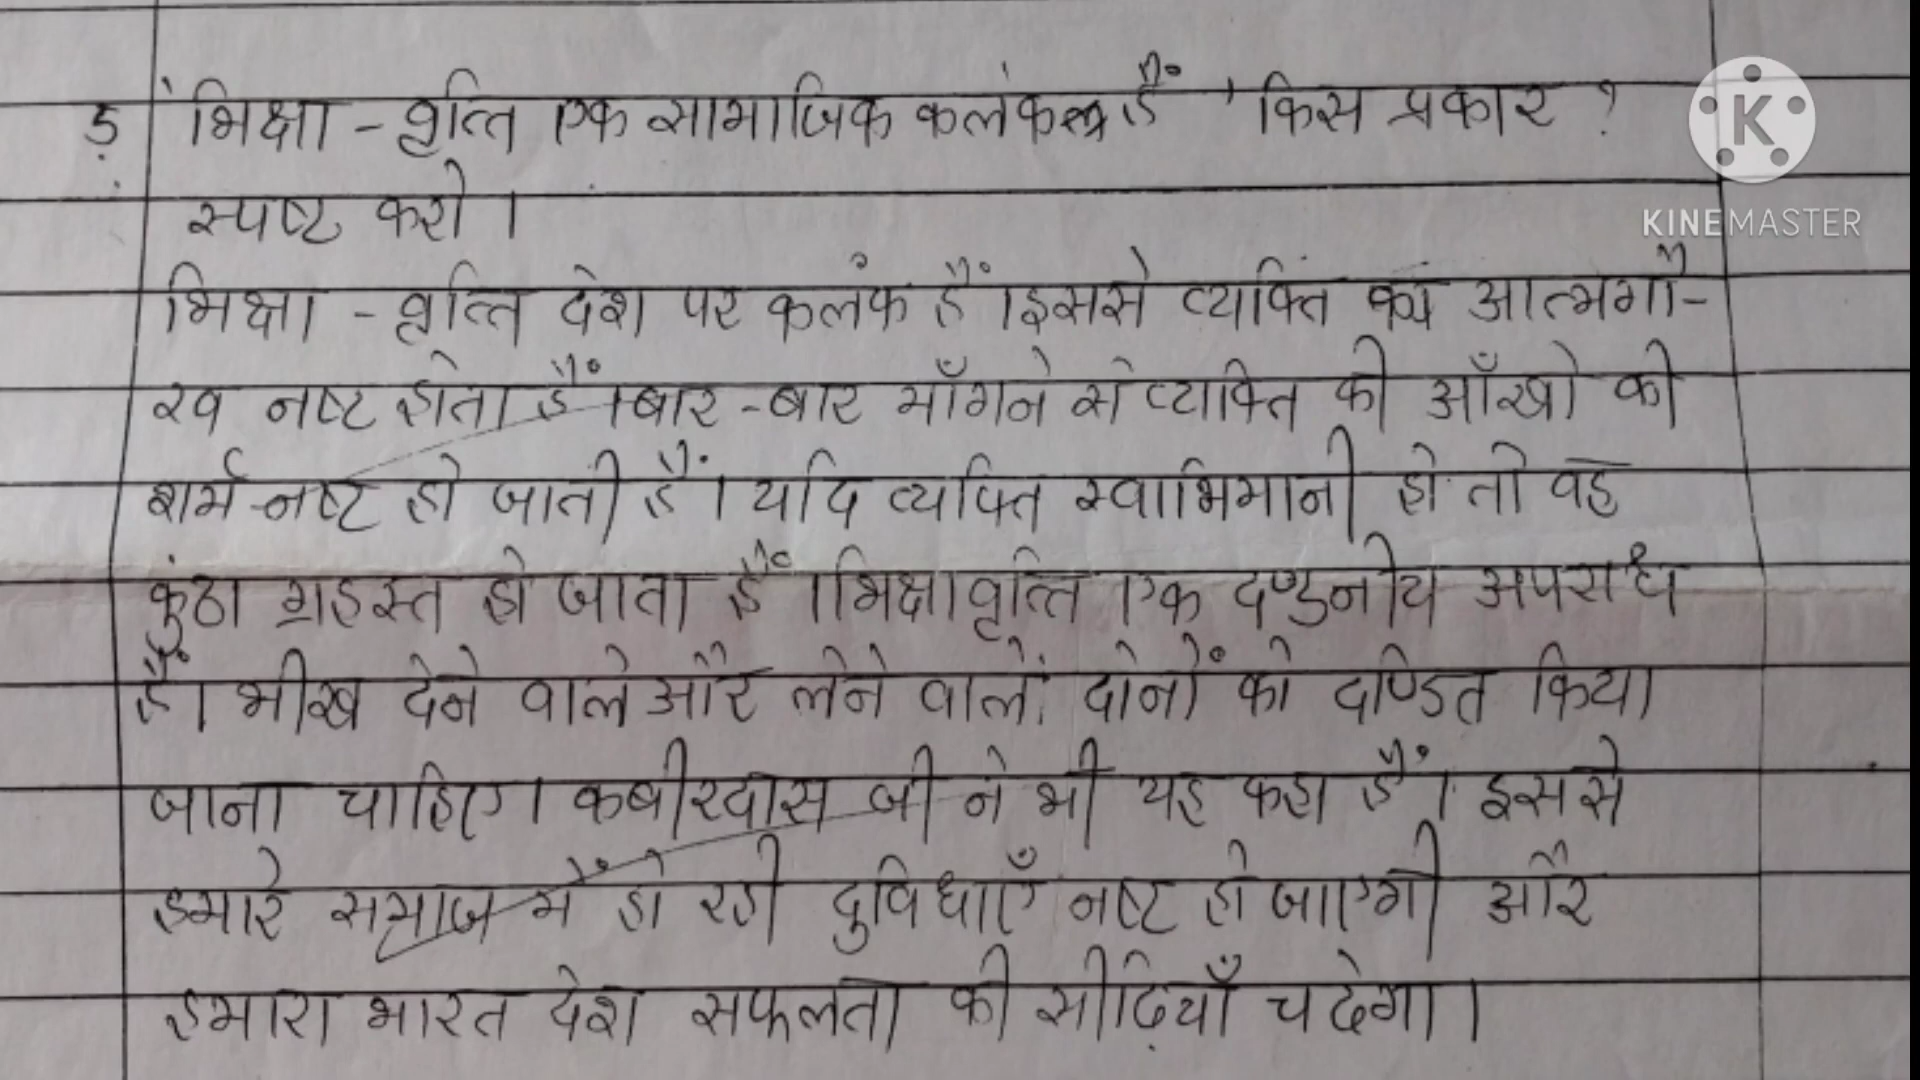 ड़ भिक्षा - वृत्ति एक सामाजिक कलंक हैं ' किस प्रकार ?
स्पष्ट करो ।
भिक्षा - वृत्ति देश पर कलंक हैं । इससे व्यक्ति का आत्मगौ-
रव नष्ट होता हैं । बार - बार माँगने से व्यक्ति की आँखो की
शर्म नष्ट हो जाती हैं । यदि व्यक्ति स्वाभिमानी हो तो वह
कुंठा ग्रहस्त हो जाता हैं । भिक्षावृत्ति एक दण्डनीय अपराध
हैं । भीख देने वाले और लेने वाले दोनों को दण्डित किया
जाना चाहिए । कबीरदास जी ने भी यह कहा हैं । इससे
हमारे समाज में हो रही दुविधाएँ नष्ट हो जाएगी और
हमारा भारत देश सफलता की सीढ़ियाँ चढेगा ।
K
KINEMASTER